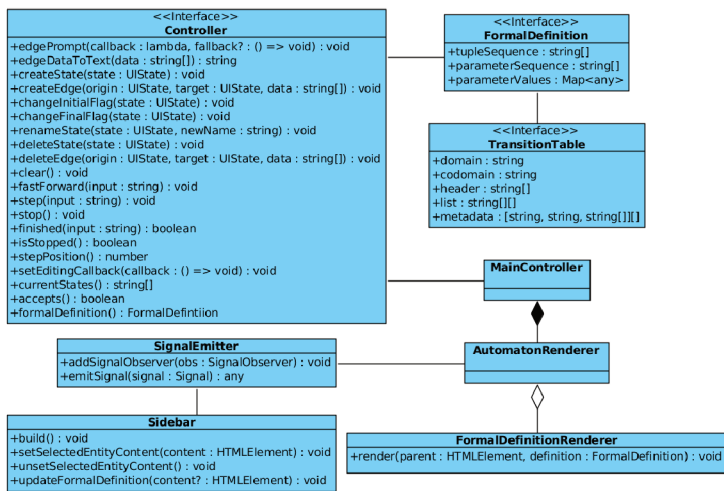 <<Interface>>
Controller
+edgePrompt(callback : lambda, fallback? : () => void) : void
+edgeDataToText(data : string[]) : string
+createState(state : UIState) : void
+createEdge(origin : UIState, target : UIState, data : string[]) : void
+changeInitialFlag(state : UIState) : void
+changeFinalFlag(state : UIState) : void
+renameState(state : UIState, newName : string) : void
+deleteState(state : UIState) : void
+deleteEdge(origin : UIState, target : UIState, data : string[]) : void
+clear() : void
+fastForward(input : string) : void
+step(input : string) : void
+stop() : void
+finished(input : string) : boolean
+isStopped() : boolean
+stepPosition() : number
+setEditingCallback(callback : () => void) : void
+currentStates() : string[]
+accepts() : boolean
+formalDefinition() : FormalDefintiion
<<Interface>>
FormalDefinition
+tupleSequence : string[]
+parameterSequence : string[]
+parameterValues : Map<any>
<<Interface>>
TransitionTable
+domain : string
+codomain : string
+header : string[]
+list : string[][]
+metadata : [string, string, string[]][]
MainController
AutomatonRenderer
SignalEmitter
+addSignalObserver(obs : SignalObserver) : void
+emitSignal(signal : Signal) : any
Sidebar
+build() : void
+setSelectedEntityContent(content : HTMLElement) : void
+unsetSelectedEntityContent() : void
+updateFormalDefinition(content? : HTMLElement) : void
FormalDefinitionRenderer
+render(parent : HTMLElement, definition : FormalDefinition) : void